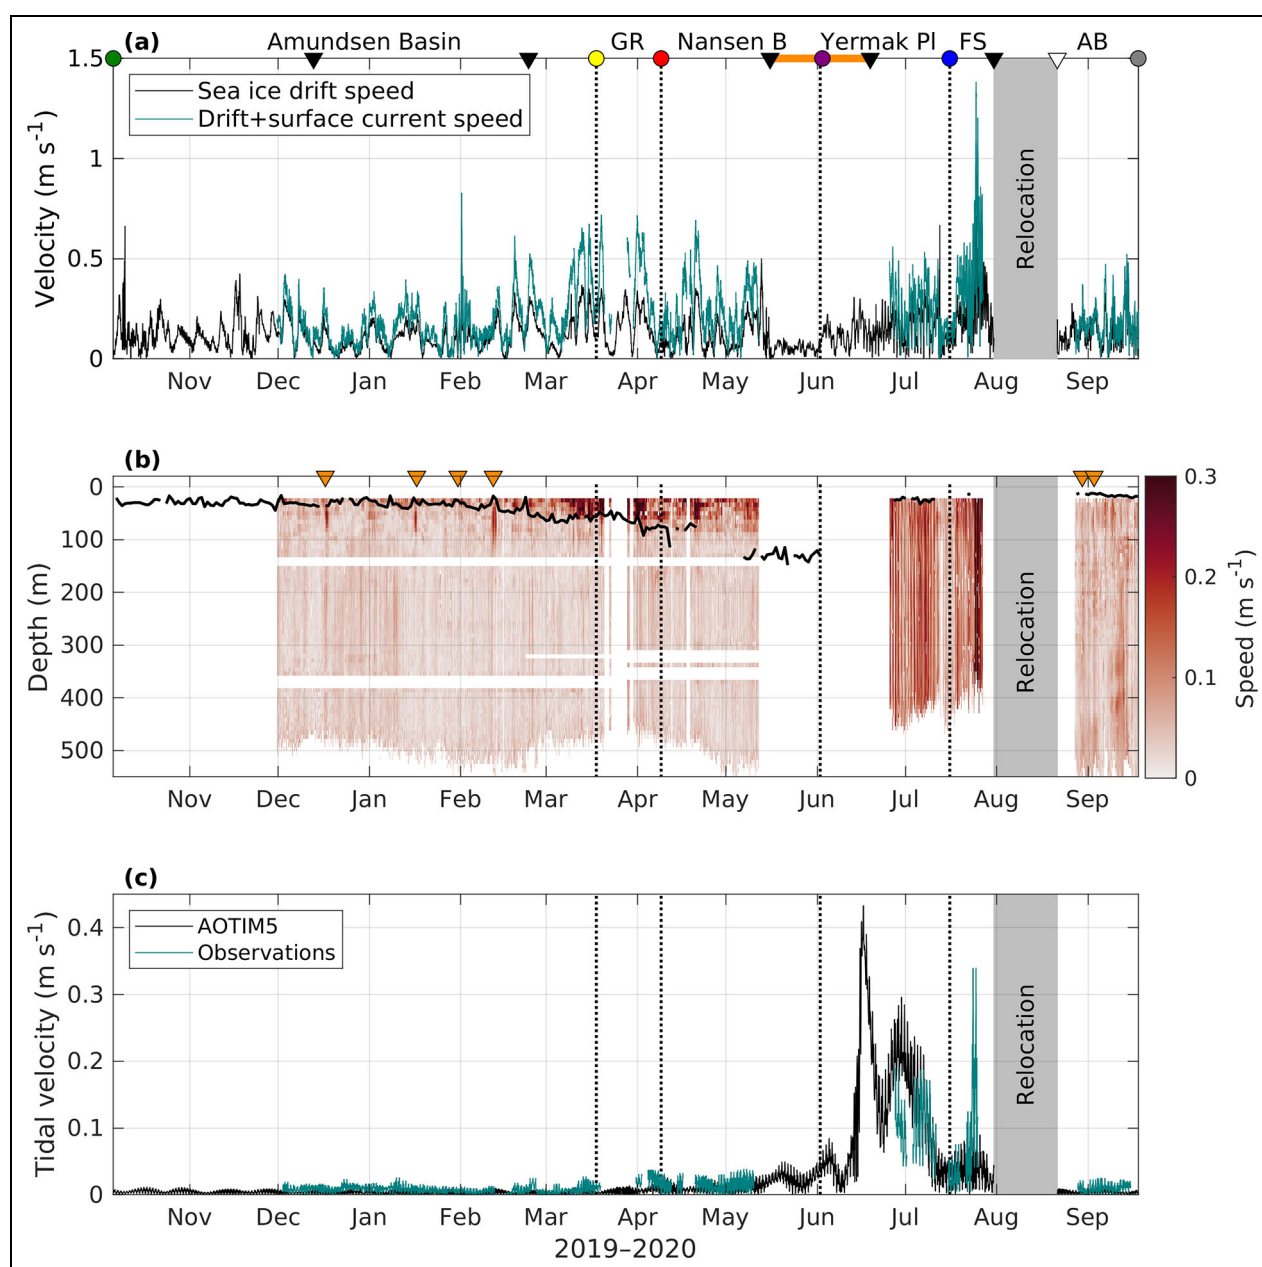 (a) Amundsen Basin GR Nansen B Yermak Pl FS AB
1.5
Sea ice drift speed
Drift+surface current speed
1
0.5
0
Velocity (m s-1)
Relocation
Nov Dec Jan Feb Mar Apr May Jun Jul Aug Sep
(b)
0
100
200
300
400
500
Depth (m)
Relocation
0.3
0.2
0.1
0
Speed (m s-1)
Nov Dec Jan Feb Mar Apr May Jun Jul Aug Sep
(c)
AOTIM5
Observations
0.4
0.3
0.2
0.1
0
Tidal velocity (m s-1)
Relocation
Nov Dec Jan Feb Mar Apr May Jun Jul Aug Sep
2019–2020